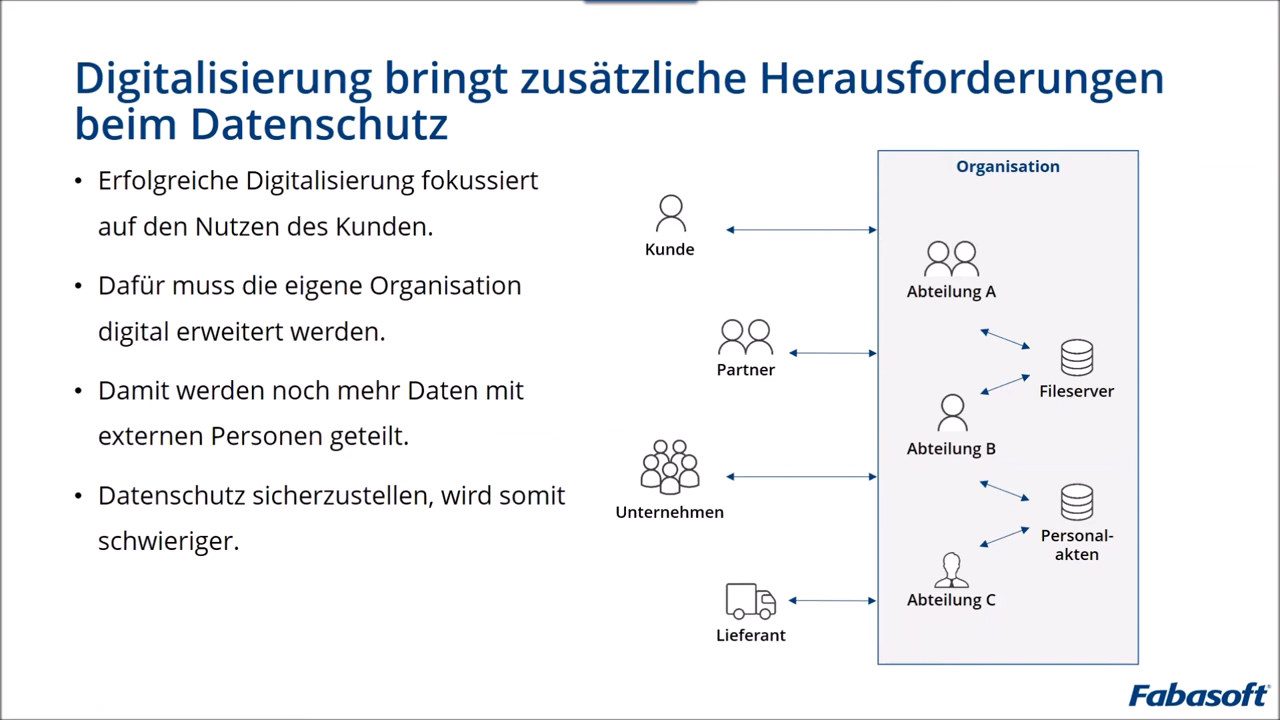 Digitalisierung bringt zusätzliche Herausforderungen
beim Datenschutz
• Erfolgreiche Digitalisierung fokussiert
auf den Nutzen des Kunden.
• Dafür muss die eigene Organisation
digital erweitert werden.
• Damit werden noch mehr Daten mit
externen Personen geteilt.
• Datenschutz sicherzustellen, wird somit
schwieriger.
Kunde
Partner
Unternehmen
Lieferant
Organisation
Abteilung A
Fileserver
Abteilung B
Personal-
akten
Abteilung C
Fabasoft®